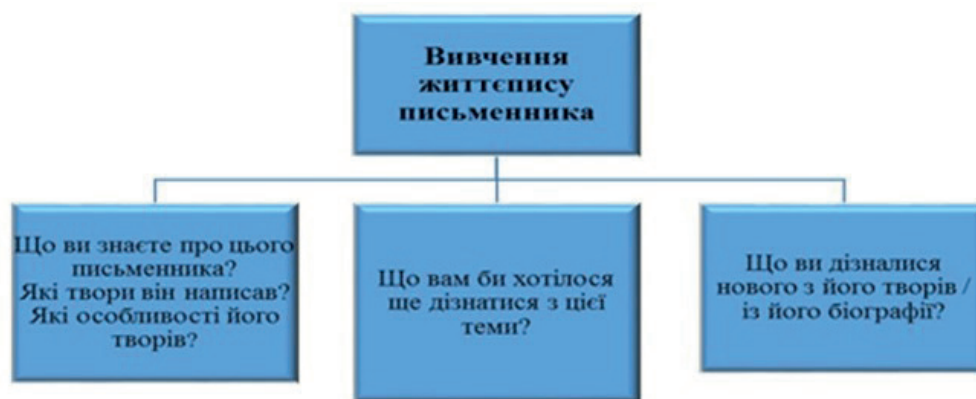 Вивчення
життєпису
письменника
Що ви знаєте про цього
письменника?
Які твори він написав?
Які особливості його
творів?
Що вам би хотілося
ще дізнатися з цієї
теми?
Що ви дізналися
нового з його творів /
із його біографії?